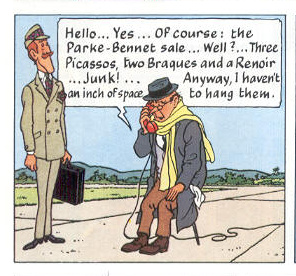 Hello... Yes... Of course: the
Parke-Bennet sale... Well?... Three
Picassos, two Braques and a Renoir
...Junk!... Anyway, I haven't
an inch of space to hang them.